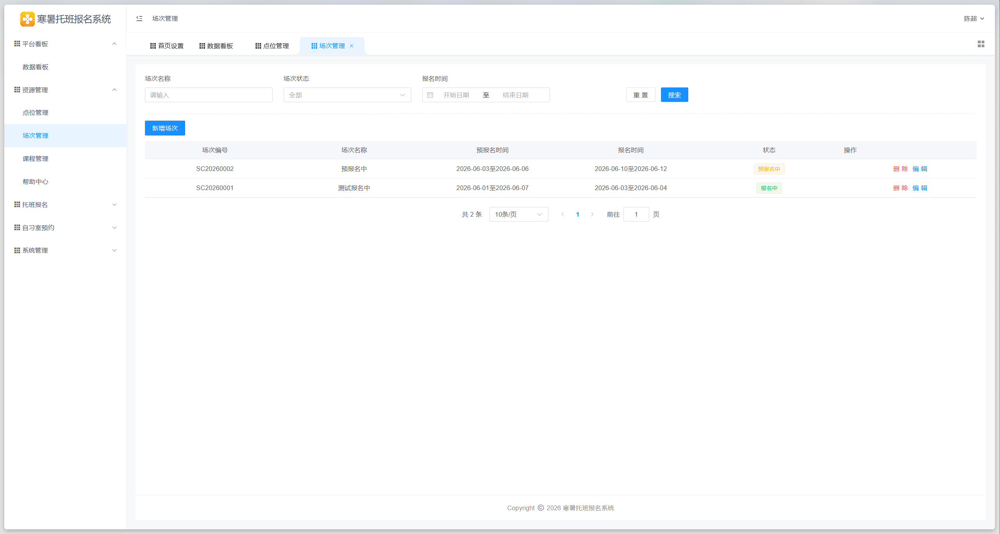 寒暑托班报名系统
平台看板
数据看板
资源管理
点位管理
场次管理
课程管理
帮助中心
托班报名
自习室预约
系统管理
场次管理
陈超
首页设置 数据看板 点位管理 场次管理
场次名称 场次状态 报名时间
请输入 全部 开始日期 至 结束日期 重 置 搜索
新增场次
场次编号 场次名称 预报名时间 报名时间 状态 操作
SC20260002 预报名中 2026-06-03至2026-06-06 2026-06-10至2026-06-12 预报名中 删 除 编 辑
SC20260001 测试报名中 2026-06-01至2026-06-07 2026-06-03至2026-06-04 报名中 删 除 编 辑
共 2 条 10条/页 1 前往 1 页
Copyright © 2026 寒暑托班报名系统